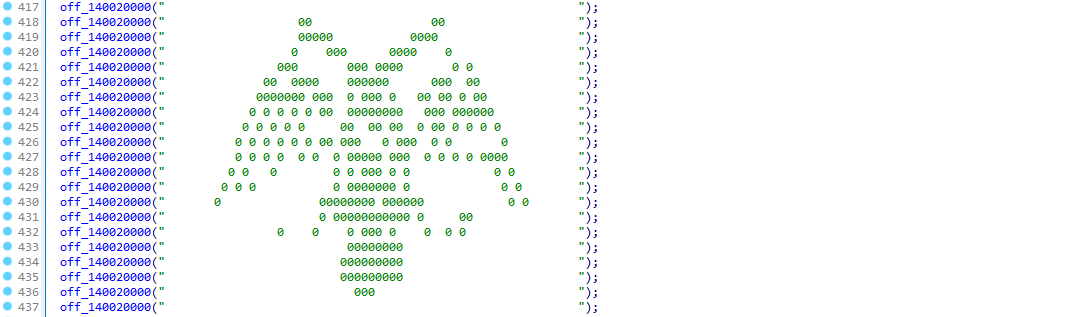 417 off_140020000("                                                           ");
418 off_140020000("                   00                 00                   ");
419 off_140020000("                   00000           0000                    ");
420 off_140020000("                  0    000      0000    0                  ");
421 off_140020000("                000       000 0000       0 0               ");
422 off_140020000("              00  0000    000000      000  00              ");
423 off_140020000("             0000000 000  0 000 0   00 00 0 00             ");
424 off_140020000("            0 0 0 0 0 00  00000000   000 000000            ");
425 off_140020000("           0 0 0 0 0     00  00 00  0 00 0 0 0 0           ");
426 off_140020000("          0 0 0 0 0 0 00 000   0 000  0 0       0          ");
427 off_140020000("          0 0 0 0  0 0  0 00000 000  0 0 0 0 0000          ");
428 off_140020000("         0 0   0        0 0 000 0 0            0 0         ");
429 off_140020000("        0 0 0           0 0000000 0             0 0        ");
430 off_140020000("       0              00000000 000000            0 0       ");
431 off_140020000("                      0 00000000000 0     00               ");
432 off_140020000("                0    0    0 000 0    0  0 0                ");
433 off_140020000("                          00000000                         ");
434 off_140020000("                         000000000                         ");
435 off_140020000("                         000000000                         ");
436 off_140020000("                           000                             ");
437 off_140020000("                                                           ");